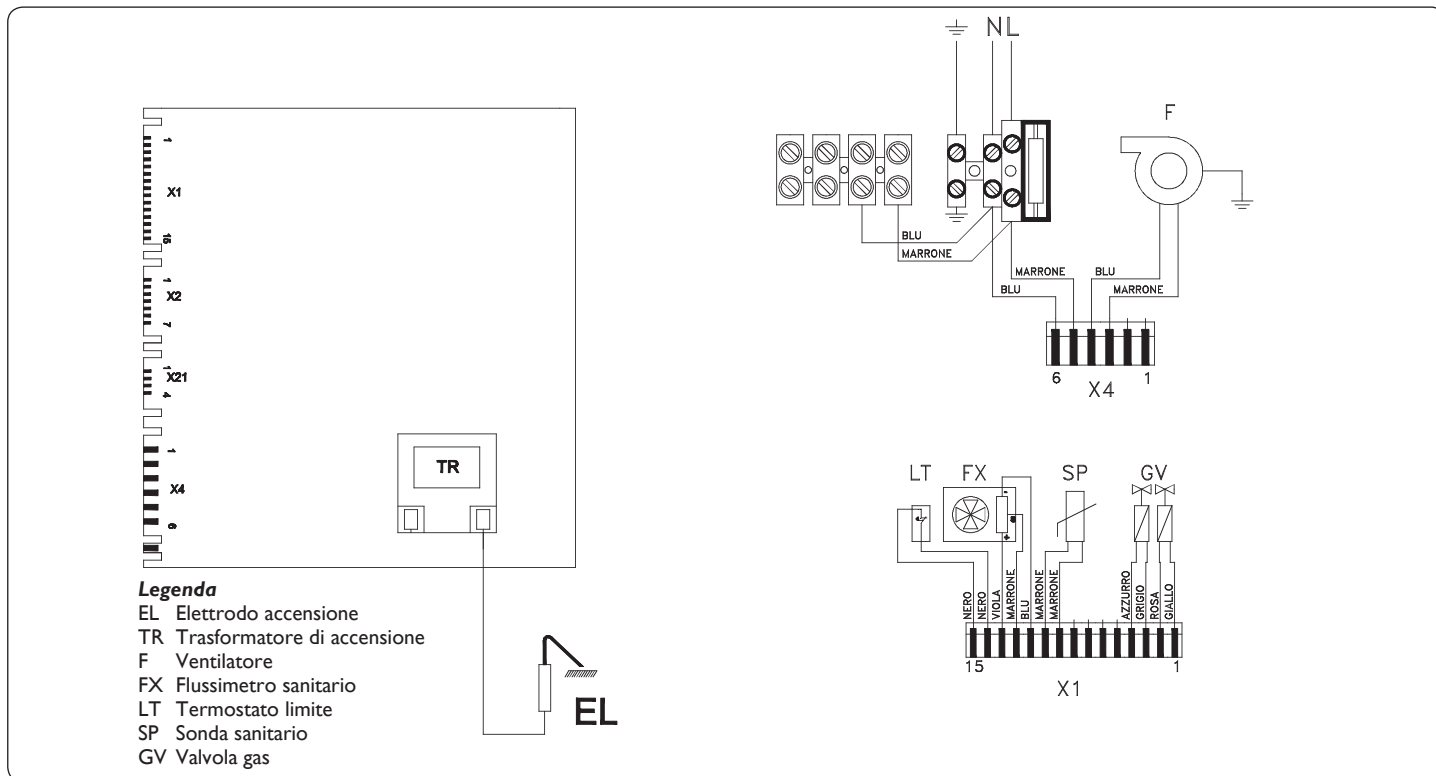 1
X1
15
1
X2
7
1
X21
4
1
X4
6
TR
EL
Legenda
EL Elettrodo accensione
TR Trasformatore di accensione
F Ventilatore
FX Flussimetro sanitario
LT Termostato limite
SP Sonda sanitario
GV Valvola gas
N L
F
BLU
MARRONE
MARRONE
BLU
BLU
MARRONE
6 1
X4
LT FX SP GV
NERO
NERO
VIOLA
MARRONE
BLU
MARRONE
MARRONE
AZZURRO
GRIGIO
ROSA
GIALLO
15 1
X1